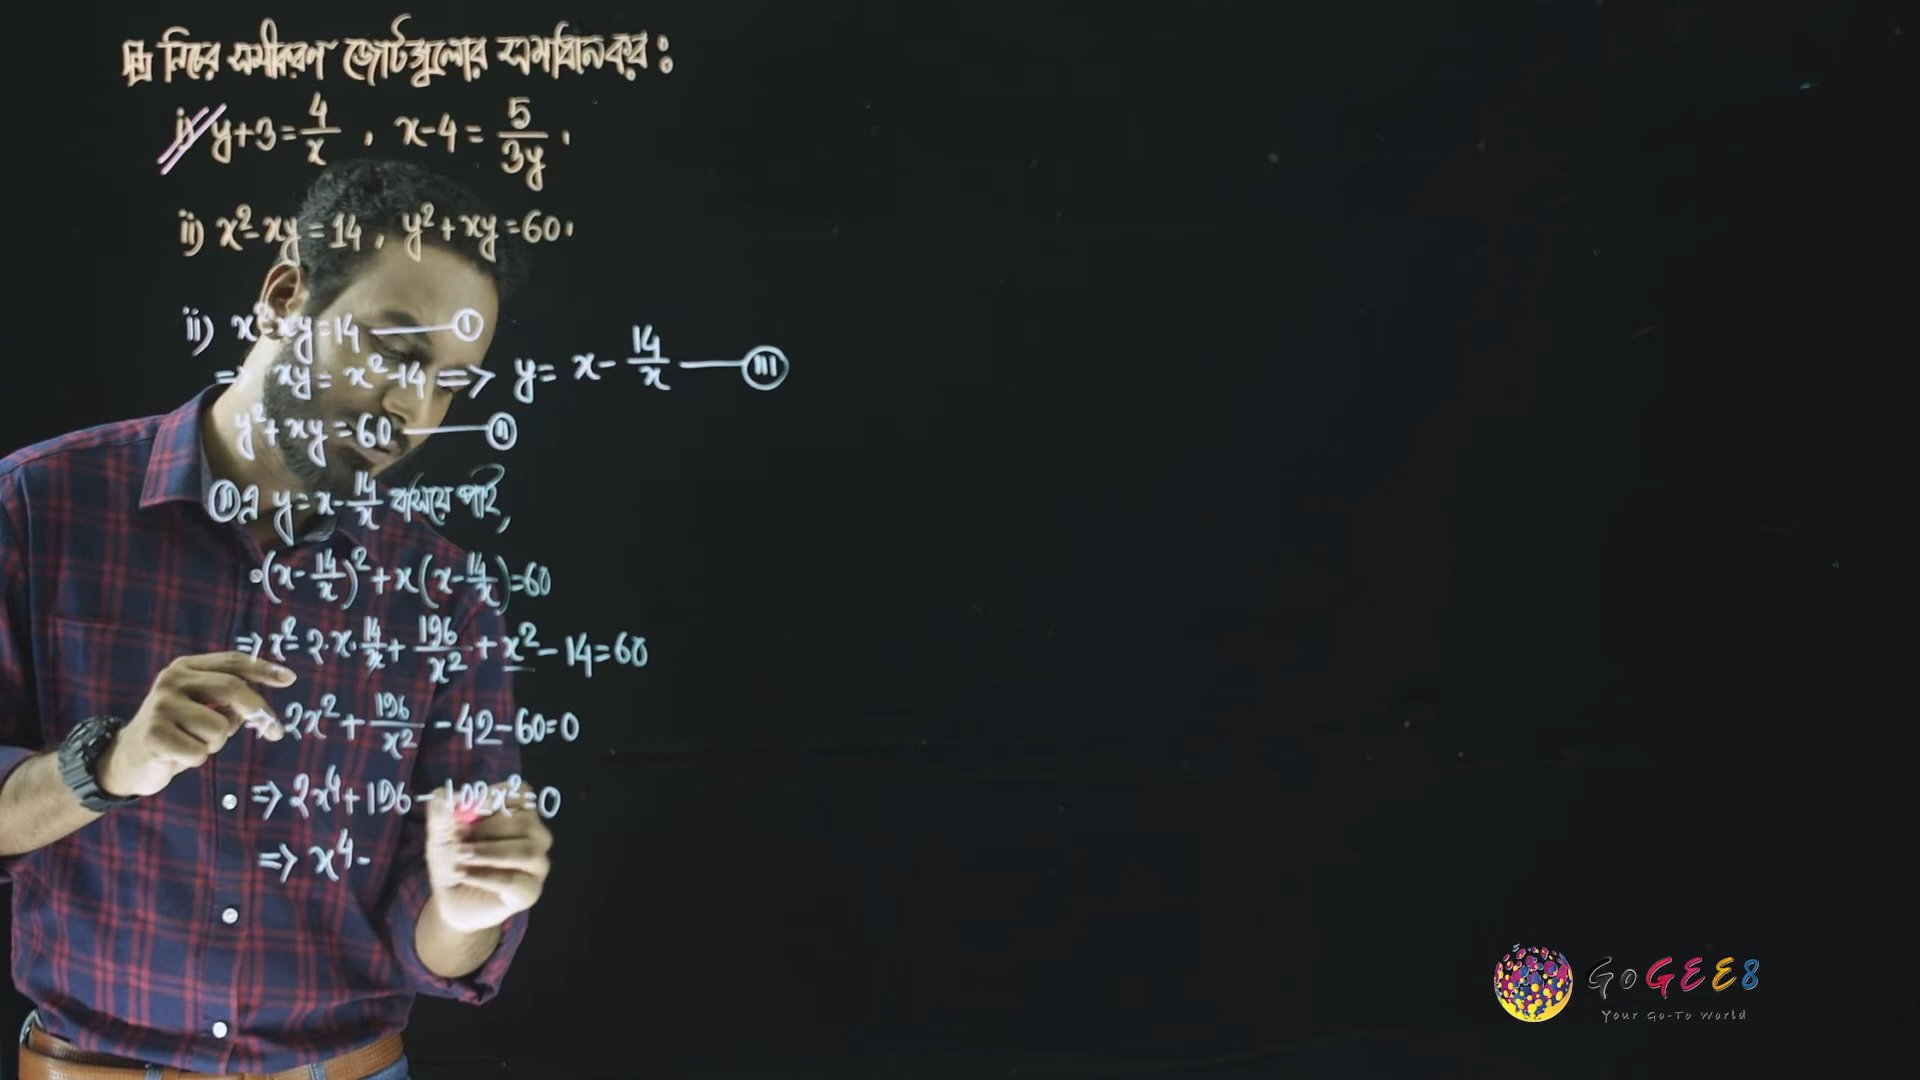 নিচের সমীকরণ জোটগুলোর সমাধান কর :
i) y+3 = 4/x , x-4 = 5/3y ,
ii) x²-xy = 14 , y²+xy = 60 ,
ii) x²-xy = 14 —— (I)
=> xy = x²-14 => y = x - 14/x —— (III)
y²+xy = 60 —— (II)
(II) এ y = x - 14/x বসিয়ে পাই,
(x - 14/x)² + x(x - 14/x) = 60
=> x² - 2·x·14/x + 196/x² + x² - 14 = 60
=> 2x² + 196/x² - 42 - 60 = 0
=> 2x⁴ + 196 - 102x² = 0
=> x⁴ -
GoGEE8
Your Go-To World